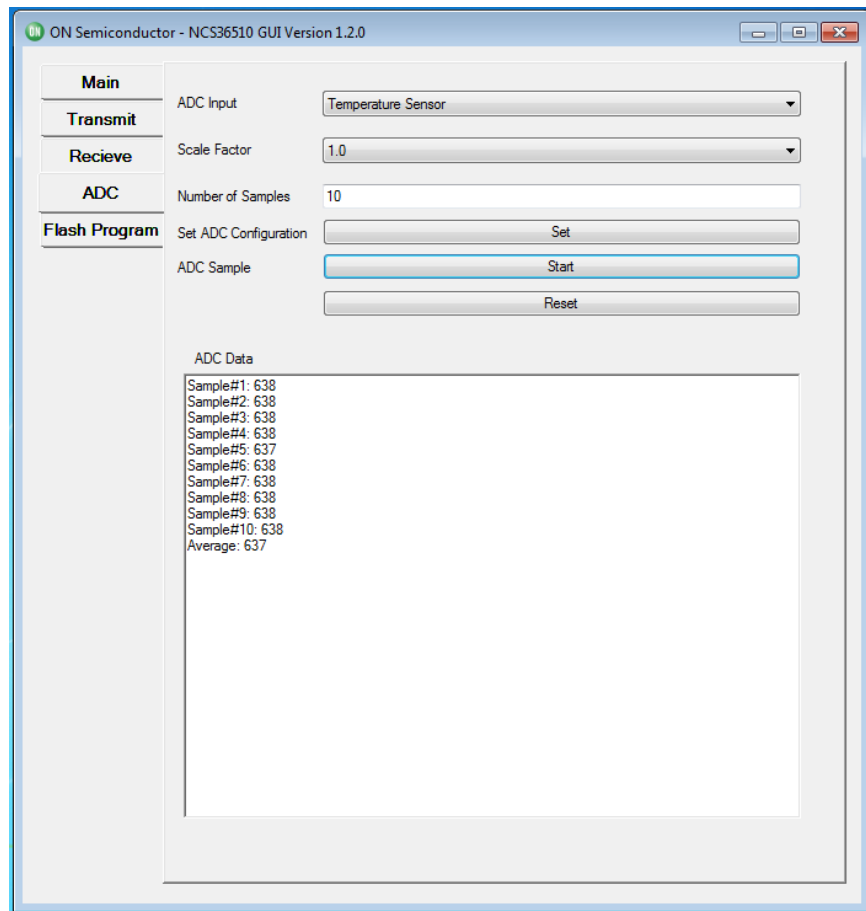 ON ON Semiconductor - NCS36510 GUI Version 1.2.0
Main
Transmit
Recieve
ADC
Flash Program
ADC Input Temperature Sensor
Scale Factor 1.0
Number of Samples 10
Set ADC Configuration Set
ADC Sample Start
Reset
ADC Data
Sample#1: 638
Sample#2: 638
Sample#3: 638
Sample#4: 638
Sample#5: 637
Sample#6: 638
Sample#7: 638
Sample#8: 638
Sample#9: 638
Sample#10: 638
Average: 637